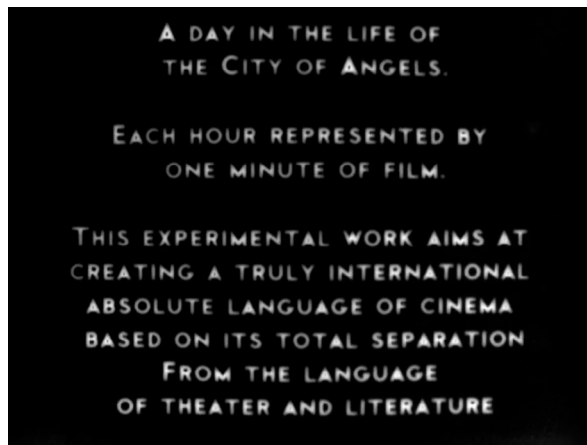 A DAY IN THE LIFE OF
THE CITY OF ANGELS.
EACH HOUR REPRESENTED BY
ONE MINUTE OF FILM.
THIS EXPERIMENTAL WORK AIMS AT
CREATING A TRULY INTERNATIONAL
ABSOLUTE LANGUAGE OF CINEMA
BASED ON ITS TOTAL SEPARATION
FROM THE LANGUAGE
OF THEATER AND LITERATURE